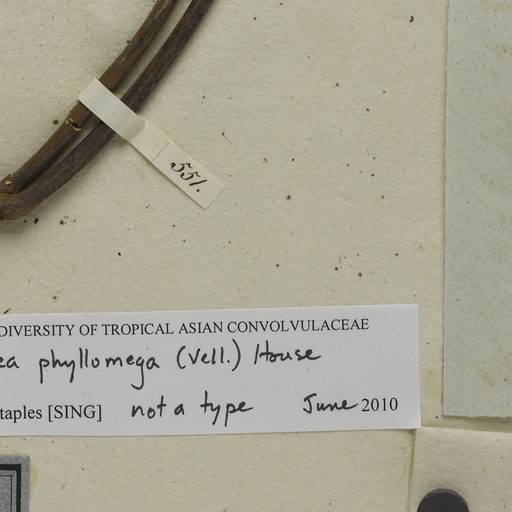 551.
DIVERSITY OF TROPICAL ASIAN CONVOLVULACEAE
ea phyllomega (Vell.) House
taples [SING] not a type June 2010